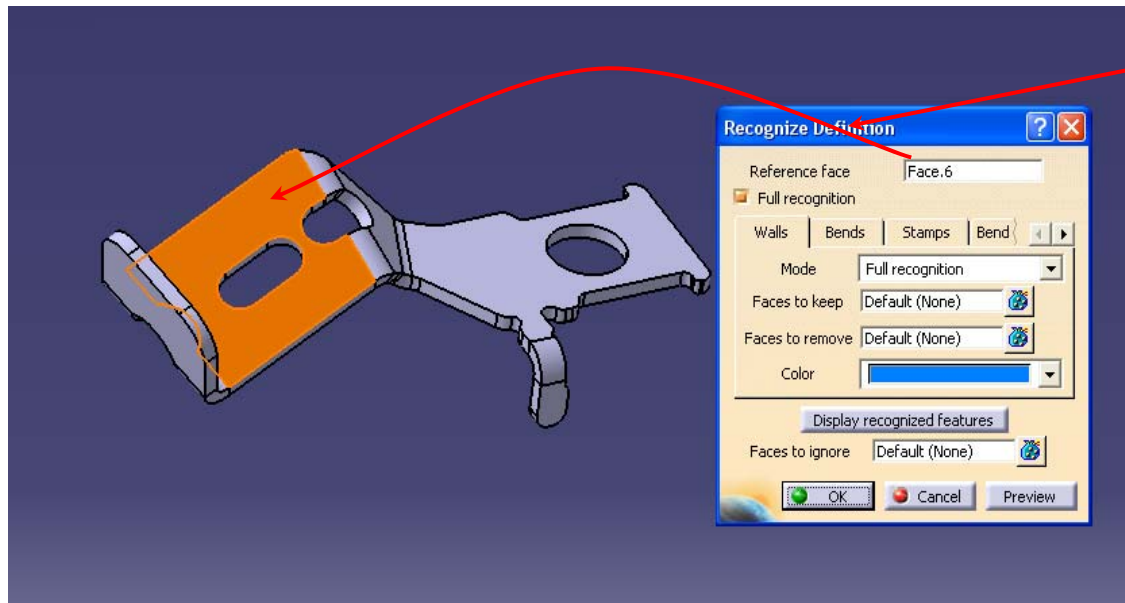 Recognize Definition
Reference face Face.6
Full recognition
Walls Bends Stamps Bend
Mode Full recognition
Faces to keep Default (None)
Faces to remove Default (None)
Color
Display recognized features
Faces to ignore Default (None)
OK Cancel Preview